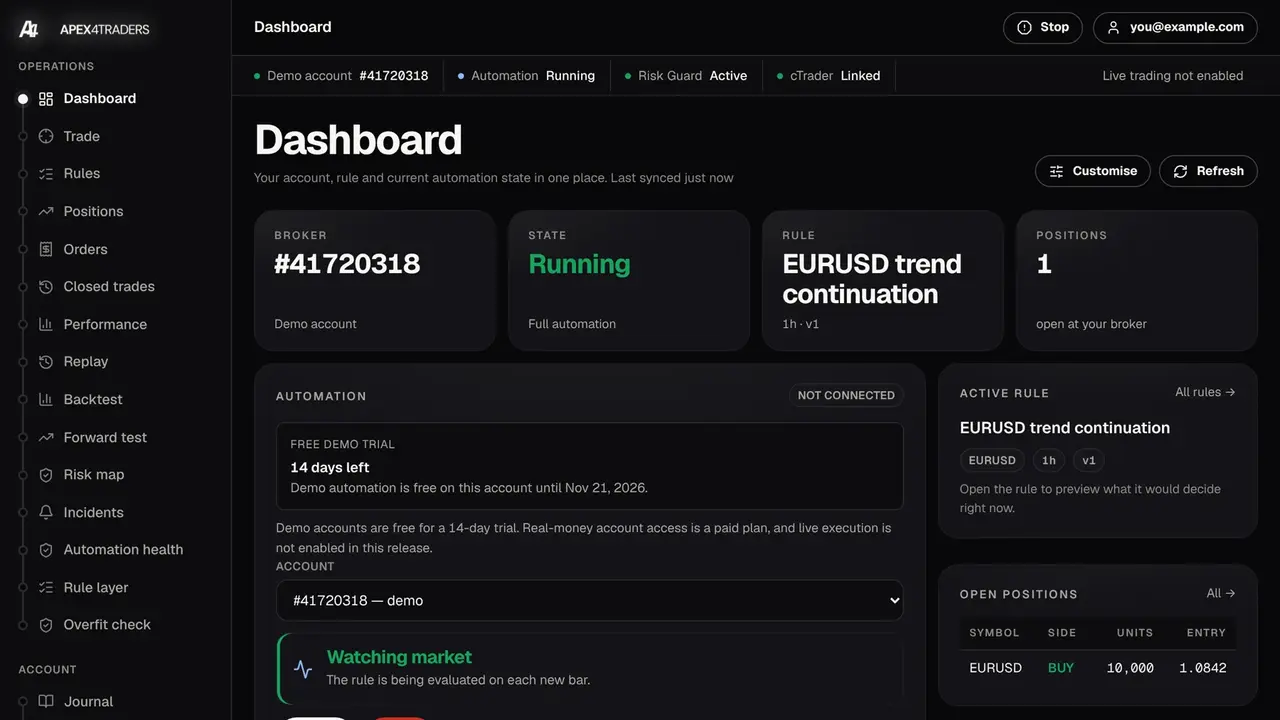 APEX4TRADERS
OPERATIONS
Dashboard
Trade
Rules
Positions
Orders
Closed trades
Performance
Replay
Backtest
Forward test
Risk map
Incidents
Automation health
Rule layer
Overfit check
ACCOUNT
Journal
Dashboard
Stop
you@example.com
Demo account #41720318
Automation Running
Risk Guard Active
cTrader Linked
Live trading not enabled
Dashboard
Your account, rule and current automation state in one place. Last synced just now
Customise
Refresh
BROKER
#41720318
Demo account
STATE
Running
Full automation
RULE
EURUSD trend
continuation
1h · v1
POSITIONS
1
open at your broker
AUTOMATION
NOT CONNECTED
FREE DEMO TRIAL
14 days left
Demo automation is free on this account until Nov 21, 2026.
Demo accounts are free for a 14-day trial. Real-money account access is a paid plan, and live execution is
not enabled in this release.
ACCOUNT
#41720318 — demo
Watching market
The rule is being evaluated on each new bar.
ACTIVE RULE
All rules →
EURUSD trend continuation
EURUSD 1h v1
Open the rule to preview what it would decide
right now.
OPEN POSITIONS
All →
SYMBOL SIDE UNITS ENTRY
EURUSD BUY 10,000 1.0842